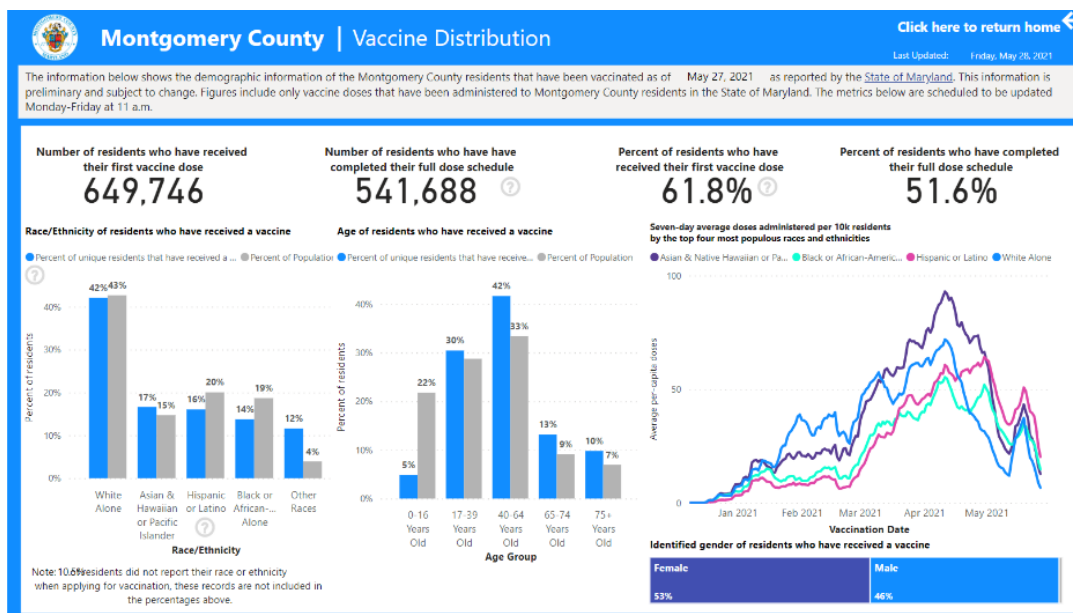 Montgomery County | Vaccine Distribution
Click here to return home
Last Updated: Friday, May 28, 2021
The information below shows the demographic information of the Montgomery County residents that have been vaccinated as of May 27, 2021 as reported by the State of Maryland. This information is
preliminary and subject to change. Figures include only vaccine doses that have been administered to Montgomery County residents in the State of Maryland. The metrics below are scheduled to be updated
Monday-Friday at 11 a.m.
Number of residents who have received
their first vaccine dose
649,746
Number of residents who have have
completed their full dose schedule
541,688
?
Percent of residents who have
received their first vaccine dose
61.8%
?
Percent of residents who have completed
their full dose schedule
51.6%
Race/Ethnicity of residents who have received a vaccine
Percent of unique residents that have received a ...
Percent of Population
?
Percent of residents
40%
30%
20%
10%
0%
42%
43%
17%
15%
16%
20%
14%
19%
12%
4%
White
Alone
Asian &
Hawaiian
or Pacific
Islander
Hispanic
or Latino
?
Black or
African-...
Alone
Other
Races
Race/Ethnicity
Note: 10.6%residents did not report their race or ethnicity
when applying for vaccination, these records are not included in
the percentages above.
Age of residents who have received a vaccine
Percent of unique residents that have receive...
Percent of Population
Percent of residents
40%
30%
20%
10%
0%
5%
22%
30%
42%
33%
13%
9%
10%
7%
0-16
Years
Old
17-39
Years
Old
40-64
Years
Old
65-74
Years
Old
75+
Years
Old
Age Group
Seven-day average doses administered per 10k residents
by the top four most populous races and ethnicities
Asian & Native Hawaiian or Pa...
Black or African-Americ...
Hispanic or Latino
White Alone
Average per-capita doses
100
50
0
Jan 2021
Feb 2021
Mar 2021
Apr 2021
May 2021
Vaccination Date
Identified gender of residents who have received a vaccine
Female
53%
Male
46%